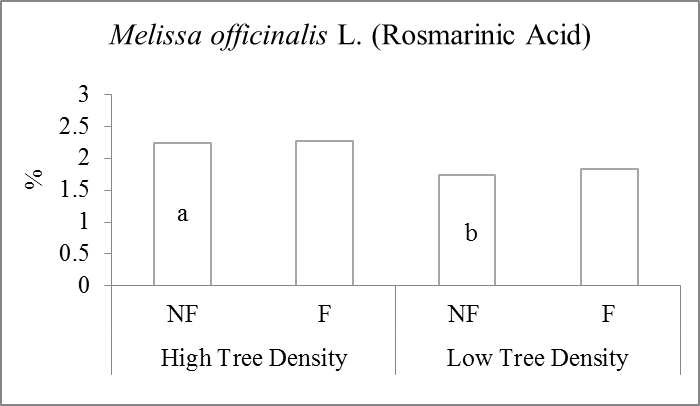 Melissa officinalis L. (Rosmarinic Acid)
3
2.5
2
1.5
1
0.5
0
%
a
b
NF
F
NF
F
High Tree Density
Low Tree Density